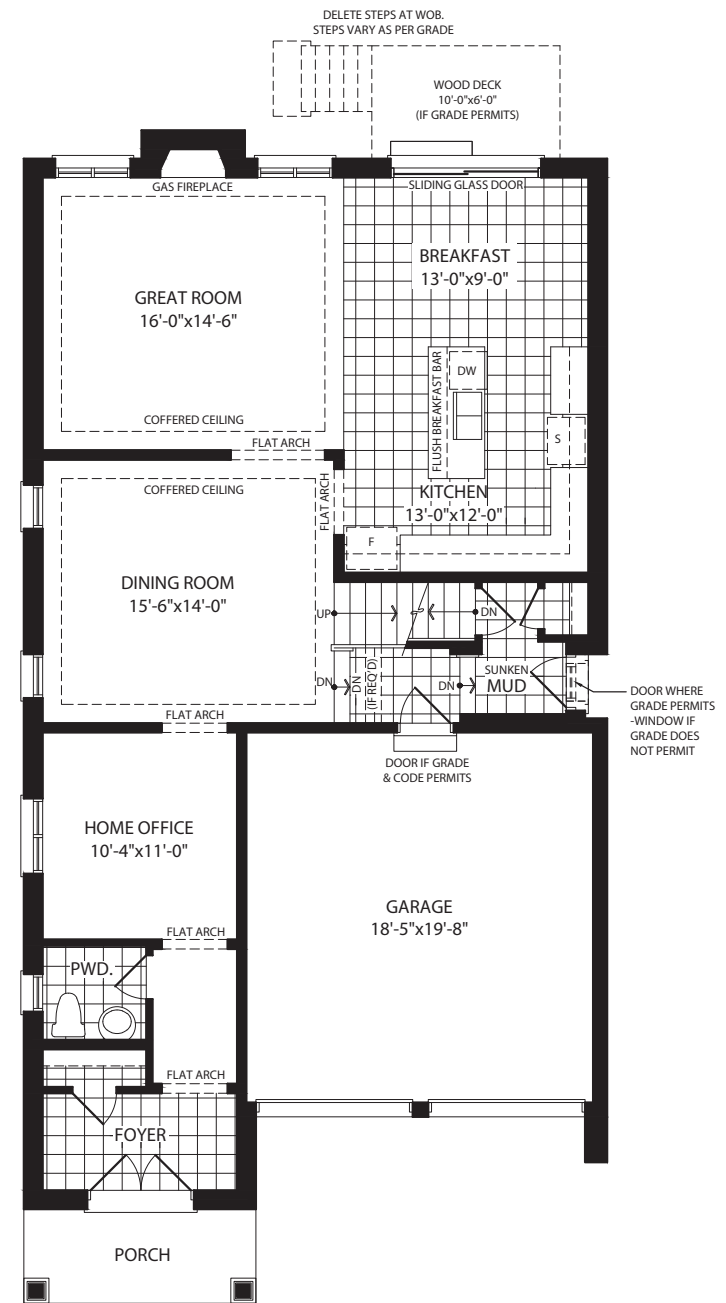 DELETE STEPS AT WOB.
STEPS VARY AS PER GRADE
WOOD DECK
10'-0"x6'-0"
(IF GRADE PERMITS)
GAS FIREPLACE
SLIDING GLASS DOOR
GREAT ROOM
16'-0"x14'-6"
BREAKFAST
13'-0"x9'-0"
FLUSH BREAKFAST BAR
DW
S
COFFERED CEILING
FLAT ARCH
COFFERED CEILING
FLAT ARCH
KITCHEN
13'-0"x12'-0"
F
DINING ROOM
15'-6"x14'-0"
UP
DN
DN
DN
(IF REQ'D)
DN
SUNKEN
MUD
DOOR WHERE
GRADE PERMITS
-WINDOW IF
GRADE DOES
NOT PERMIT
FLAT ARCH
DOOR IF GRADE
& CODE PERMITS
HOME OFFICE
10'-4"x11'-0"
GARAGE
18'-5"x19'-8"
FLAT ARCH
PWD.
FLAT ARCH
FOYER
PORCH